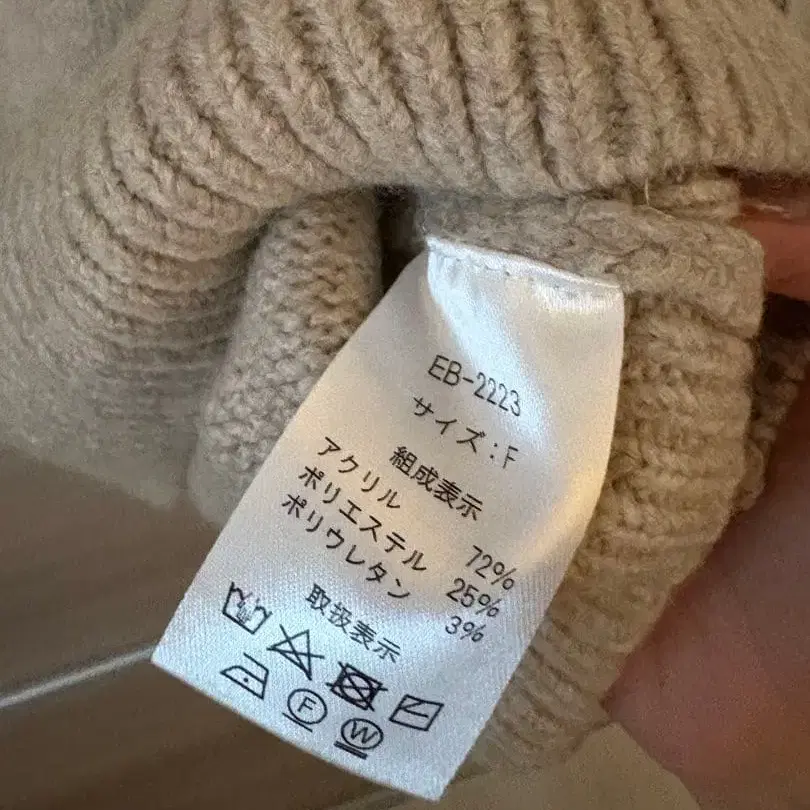 EB-2223
サイズ：F
組成表示
アクリル 72%
ポリエステル 25%
ポリウレタン 3%
取扱表示
F W